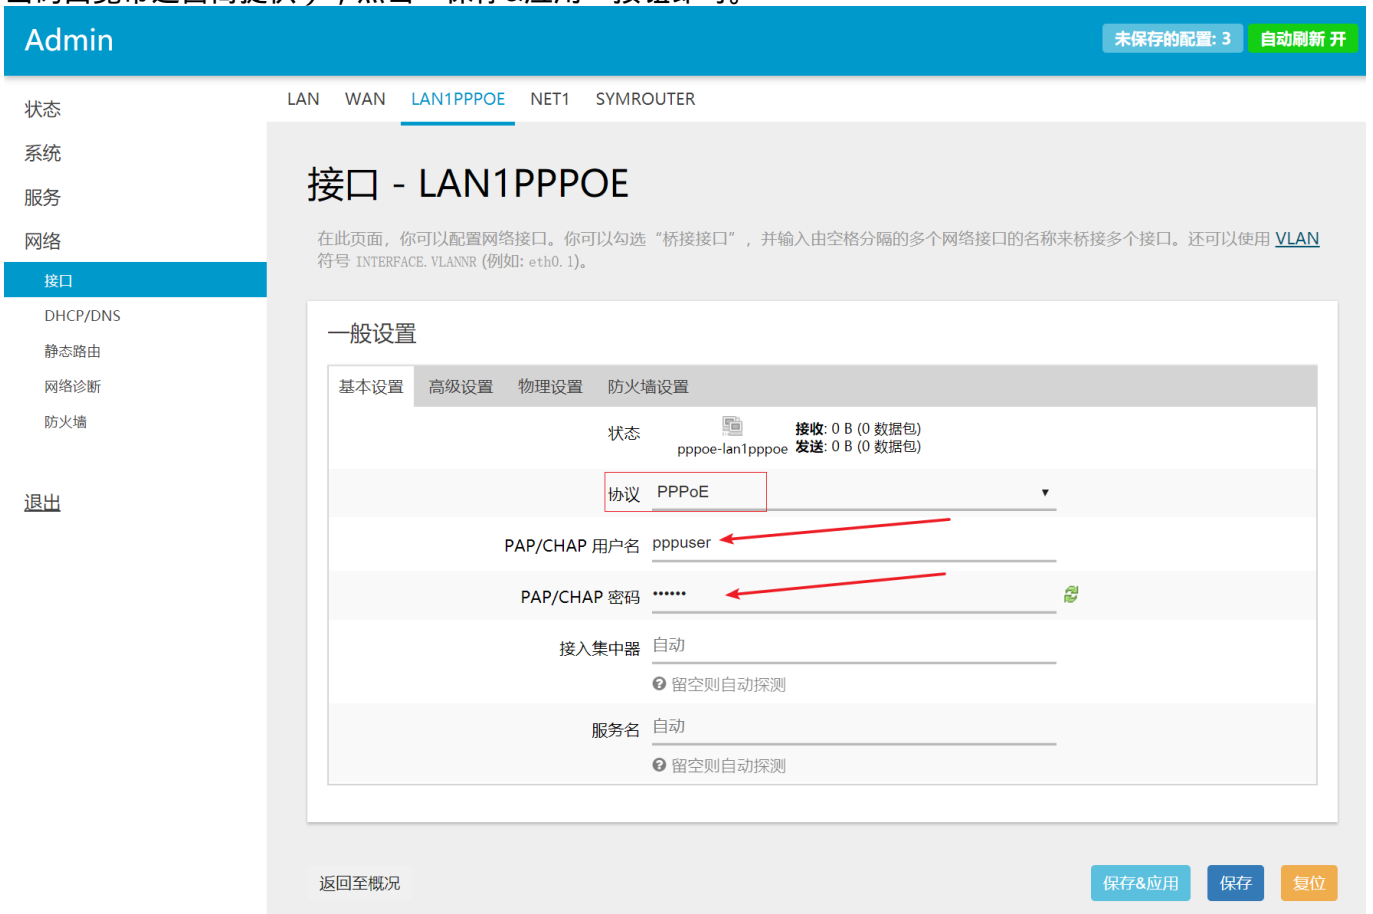 Admin
未保存的配置: 3
自动刷新 开
状态
系统
服务
网络
接口
DHCP/DNS
静态路由
网络诊断
防火墙
退出
LAN WAN LAN1PPPOE NET1 SYMROUTER
接口 - LAN1PPPOE
在此页面，你可以配置网络接口。你可以勾选“桥接接口”，并输入由空格分隔的多个网络接口的名称来桥接多个接口。还可以使用 VLAN
符号 INTERFACE.VLANNR (例如: eth0.1)。
一般设置
基本设置 高级设置 物理设置 防火墙设置
状态
pppoe-lan1pppoe
接收: 0 B (0 数据包)
发送: 0 B (0 数据包)
协议 PPPoE
PAP/CHAP 用户名 pppuser
PAP/CHAP 密码 ••••••
接入集中器 自动
留空则自动探测
服务名 自动
留空则自动探测
返回至概况
保存&应用 保存 复位